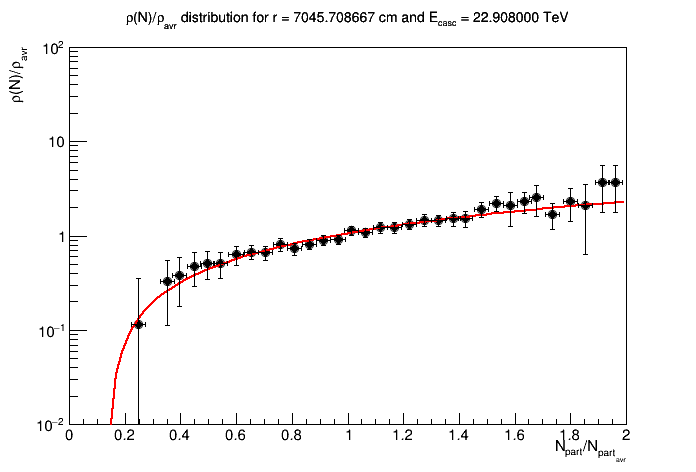 ρ(N)/ρavr distribution for r = 7045.708667 cm and Ecasc = 22.908000 TeV
ρ(N)/ρavr
10²
10
1
10⁻¹
10⁻²
0 0.2 0.4 0.6 0.8 1 1.2 1.4 1.6 1.8 2
Npart/Npartavr